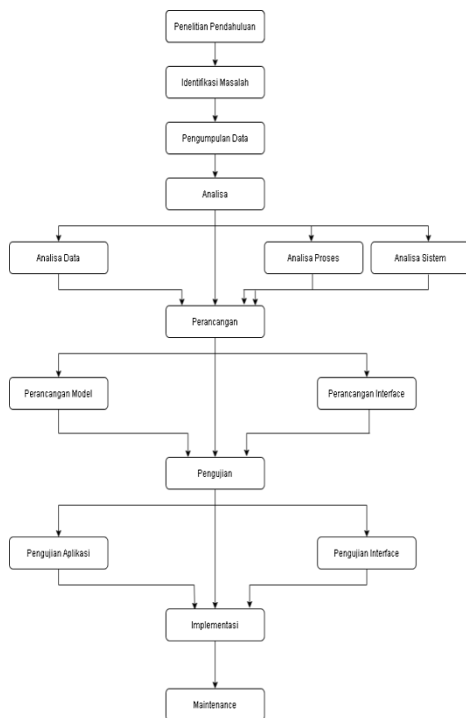 Penelitian Pendahuluan
Identifikasi Masalah
Pengumpulan Data
Analisa
Analisa Data
Analisa Proses
Analisa Sistem
Perancangan
Perancangan Model
Perancangan Interface
Pengujian
Pengujian Aplikasi
Pengujian Interface
Implementasi
Maintenance